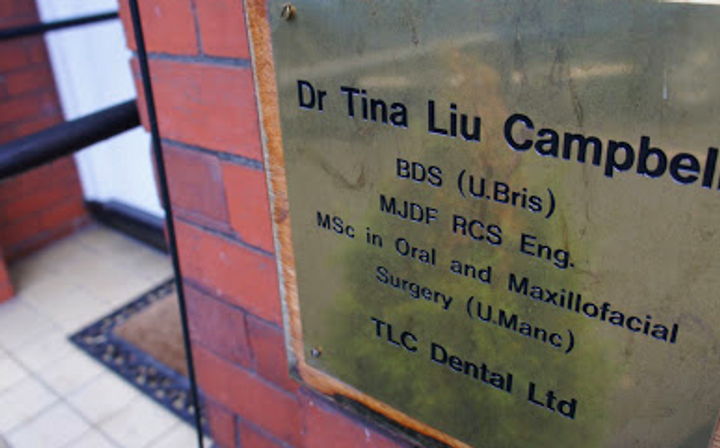 Dr Tina Liu Campbell
BDS (U.Bris)
MJDF RCS Eng.
MSc in Oral and Maxillofacial
Surgery (U.Manc)
TLC Dental Ltd